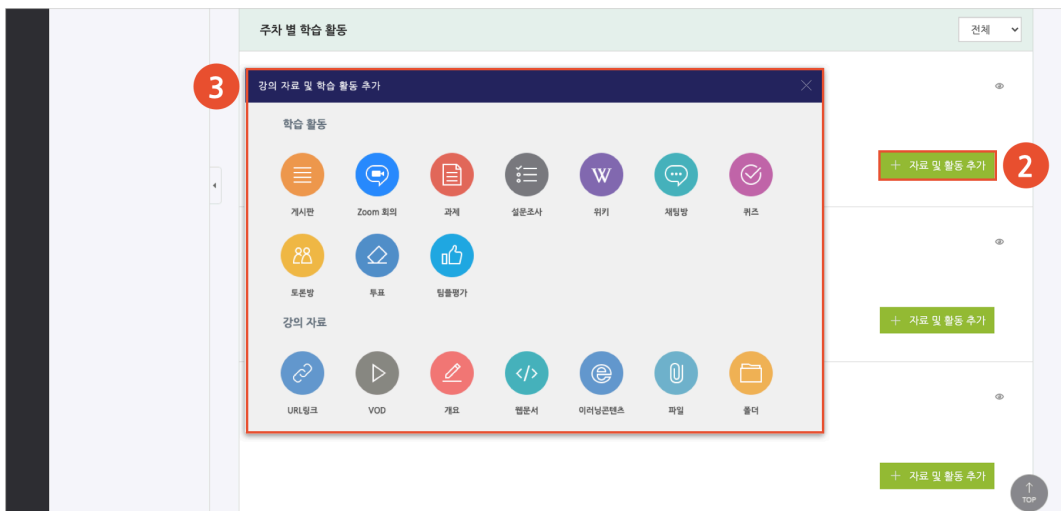 주차 별 학습 활동
전체
3
강의 자료 및 학습 활동 추가
학습 활동
+ 자료 및 활동 추가
2
게시판
Zoom 회의
과제
설문조사
W
위키
채팅방
퀴즈
토론방
투표
팀플평가
강의 자료
+ 자료 및 활동 추가
URL링크
VOD
개요
웹문서
이러닝콘텐츠
파일
폴더
+ 자료 및 활동 추가
TOP